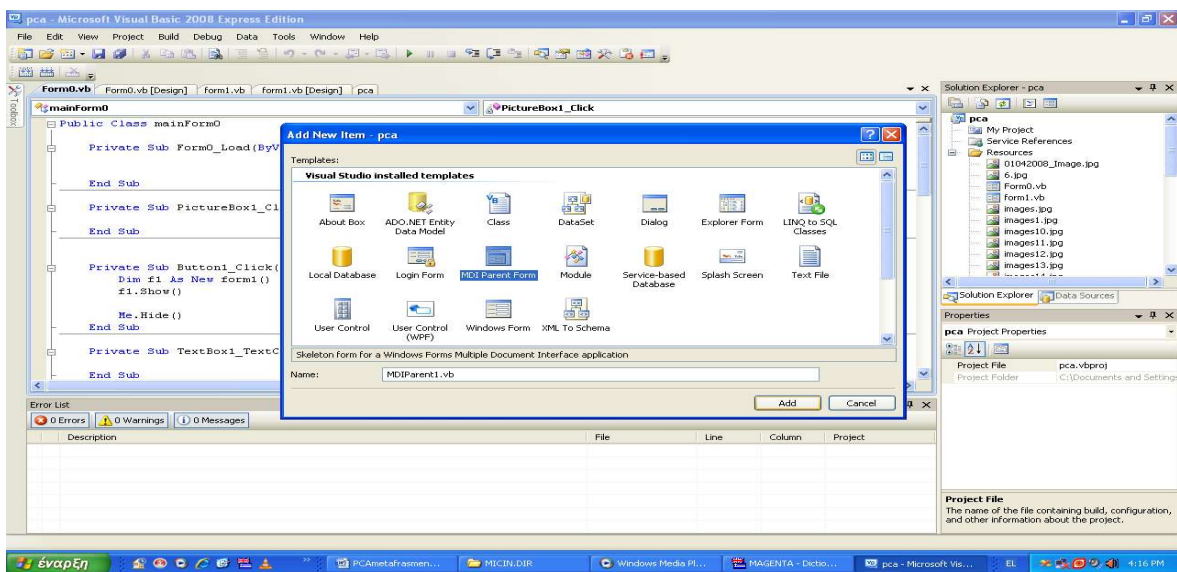 pca - Microsoft Visual Basic 2008 Express Edition
File Edit View Project Build Debug Data Tools Window Help
Toolbox
Form0.vb Form0.vb [Design] form1.vb form1.vb [Design] pca
mainForm0 PictureBox1_Click
Public Class mainForm0
Private Sub Form0_Load(ByV
End Sub
Private Sub PictureBox1_Cl
End Sub
Private Sub Button1_Click(
Dim f1 As New form1()
f1.Show()
Me.Hide()
End Sub
Private Sub TextBox1_TextC
End Sub
Add New Item - pca
Templates:
Visual Studio installed templates
About Box ADO.NET Entity Data Model Class DataSet Dialog Explorer Form LINQ to SQL Classes
Local Database Login Form MDI Parent Form Module Service-based Database Splash Screen Text File
User Control User Control (WPF) Windows Form XML To Schema
Skeleton form for a Windows Forms Multiple Document Interface application
Name: MDIParent1.vb
Add Cancel
Solution Explorer - pca
pca
My Project
Service References
Resources
01042008_Image.jpg
6.jpg
Form0.vb
form1.vb
images.jpg
images1.jpg
images10.jpg
images11.jpg
images12.jpg
images13.jpg
Solution Explorer Data Sources
Properties
pca Project Properties
Project File pca.vbproj
Project Folder C:\Documents and Settings
Project File
The name of the file containing build, configuration,
and other information about the project.
Error List
0 Errors 0 Warnings 0 Messages
Description File Line Column Project
έναρξη PCAmetafrasmen... MICIN.DIR Windows Media Pl... MAGENTA - Dictio... pca - Microsoft Vis... EL 4:16 PM